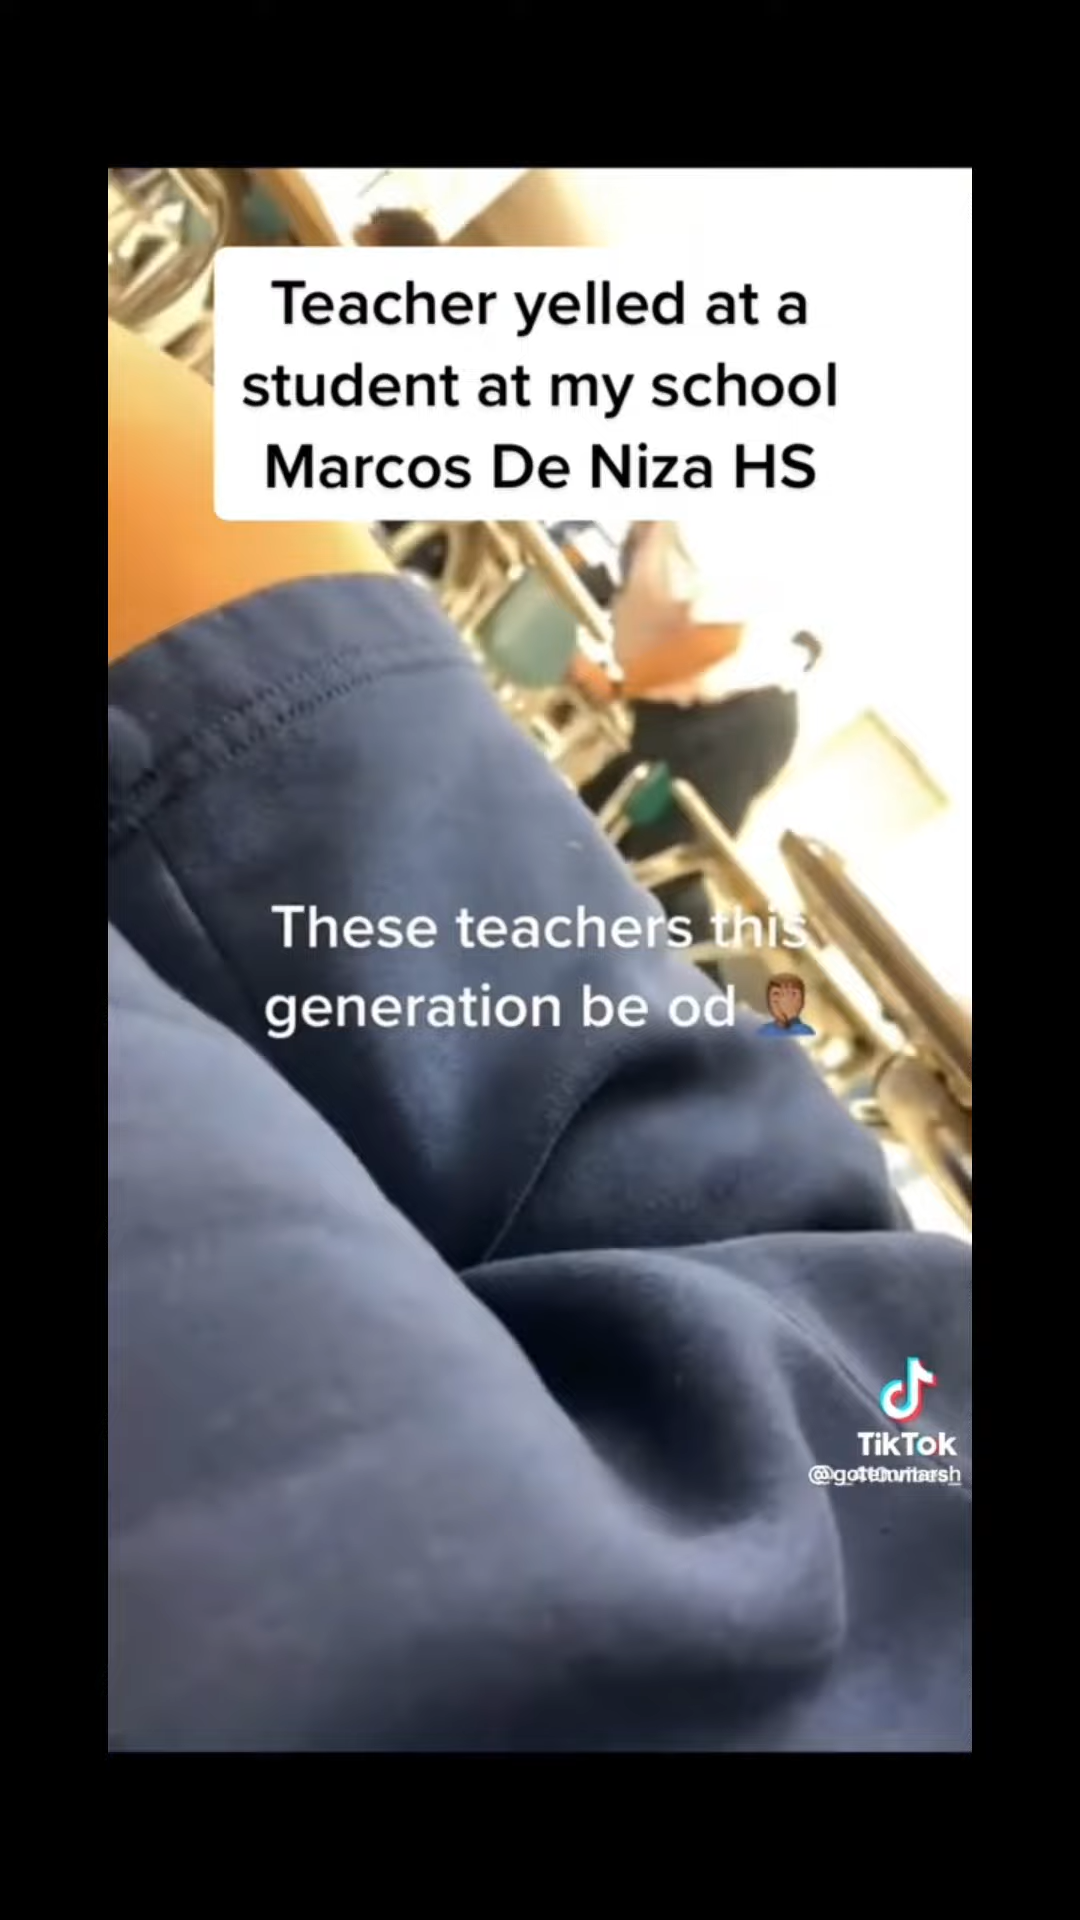 Teacher yelled at a
student at my school
Marcos De Niza HS
These teachers this
generation be od 🤦🏾‍♂️
TikTok